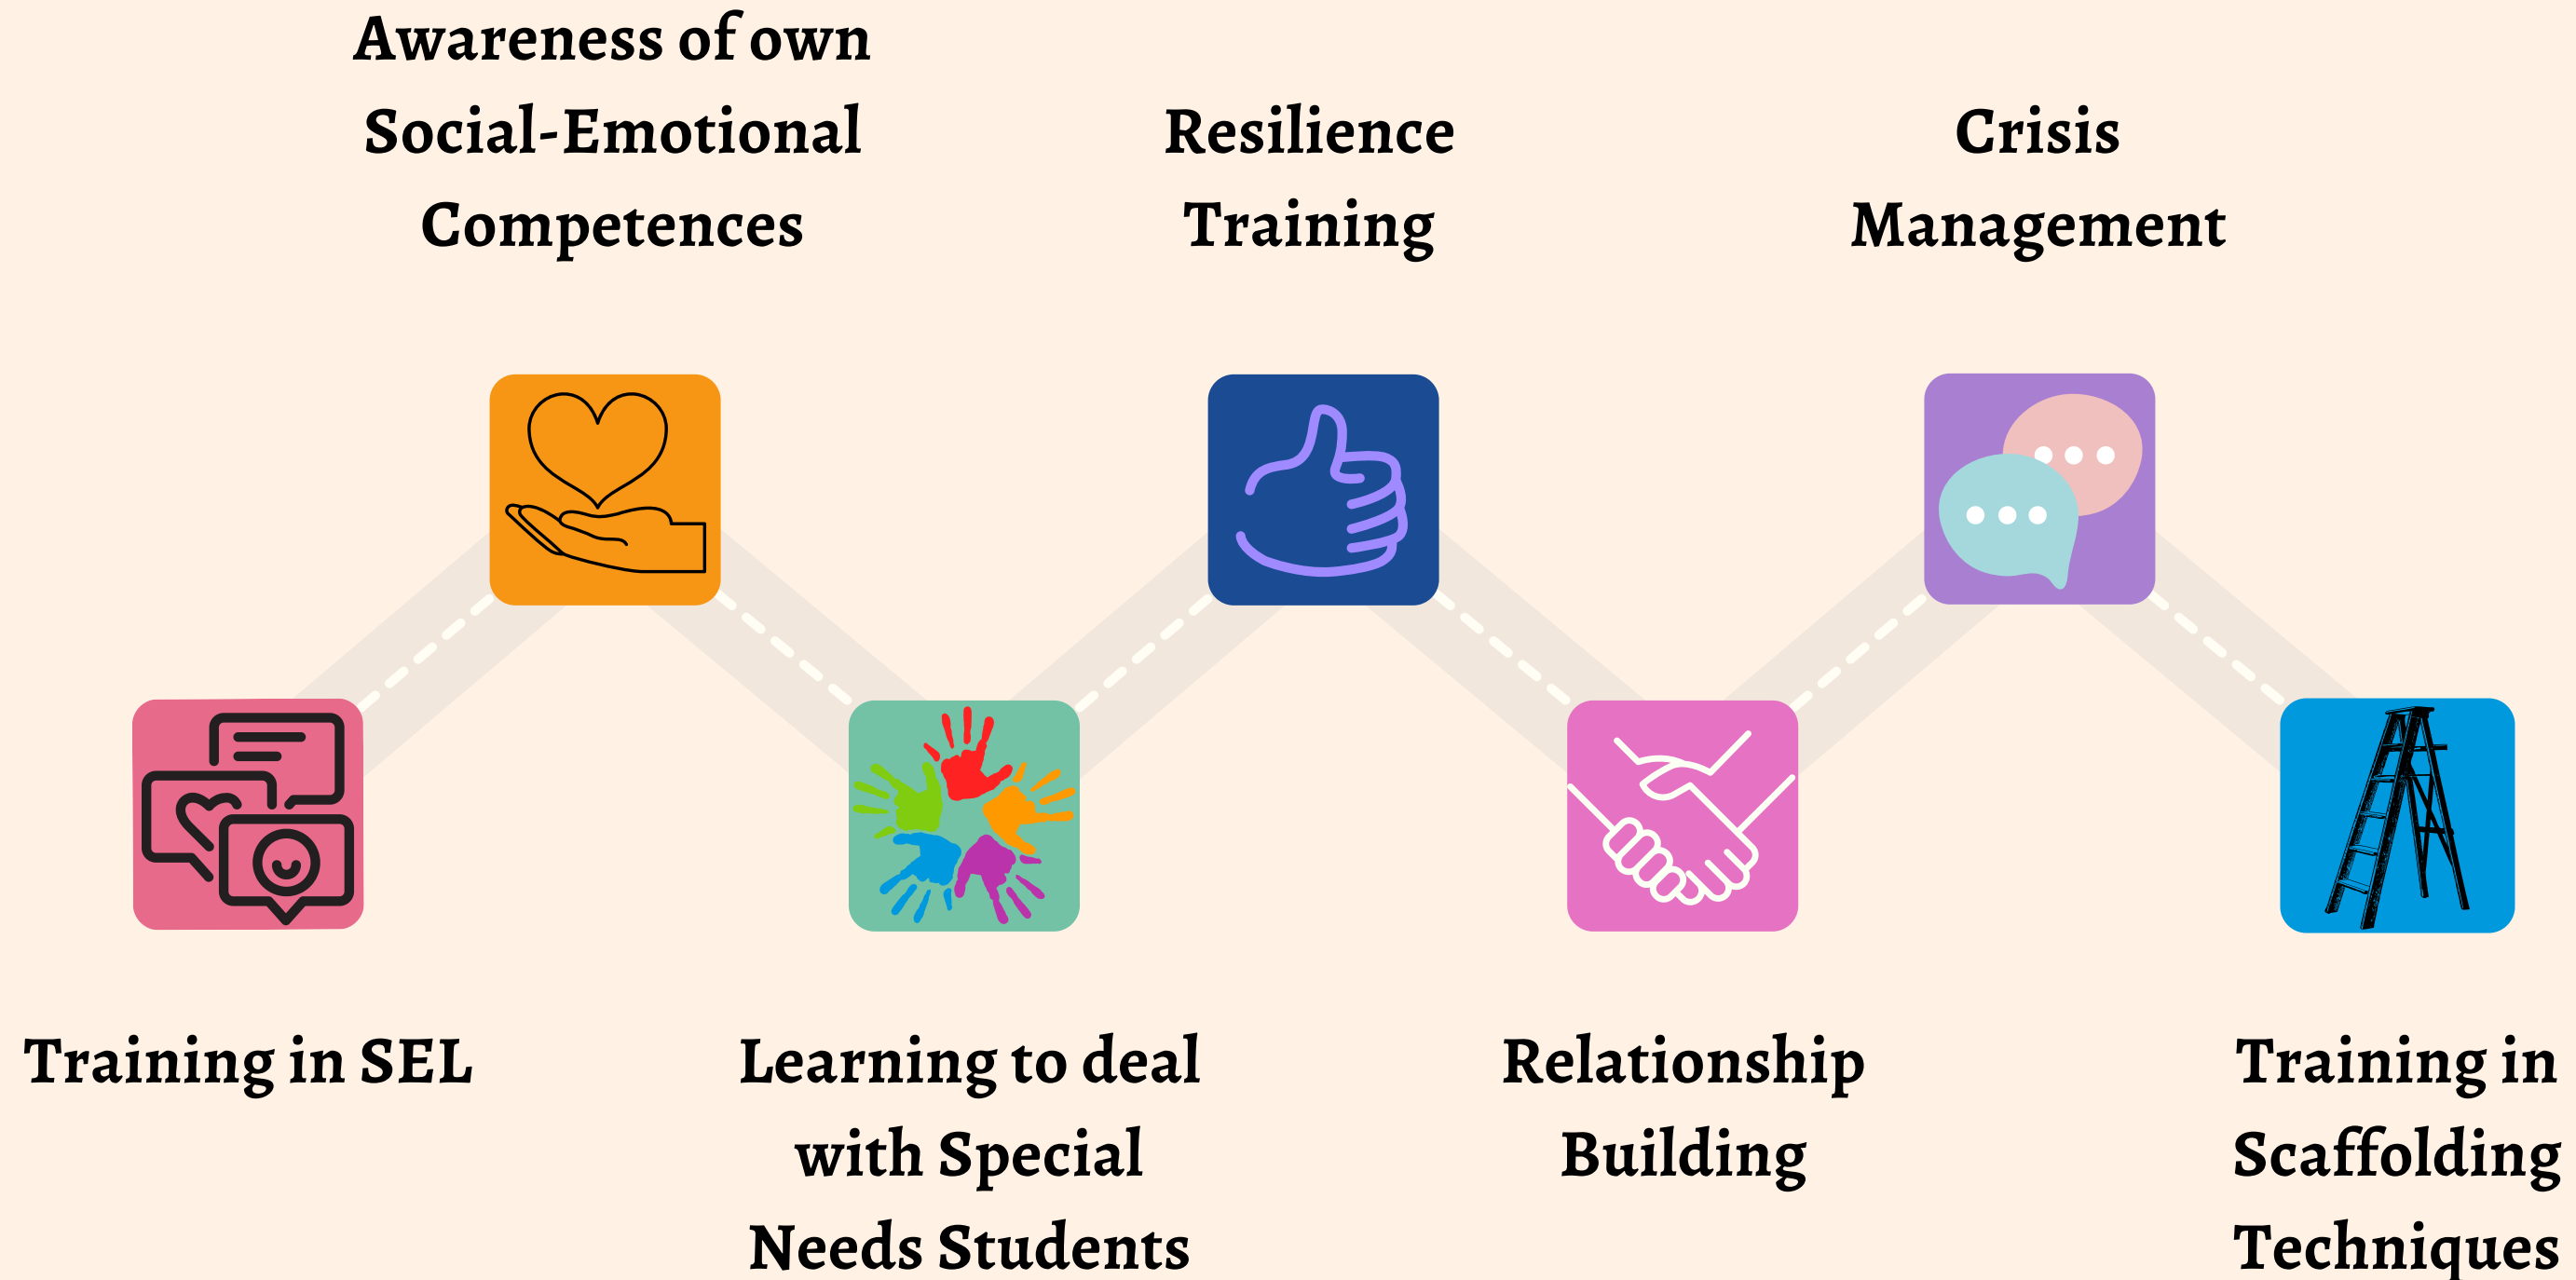 Awareness of own
Social-Emotional
Competences
Resilience
Training
Crisis
Management
Training in SEL
Learning to deal
with Special
Needs Students
Relationship
Building
Training in
Scaffolding
Techniques